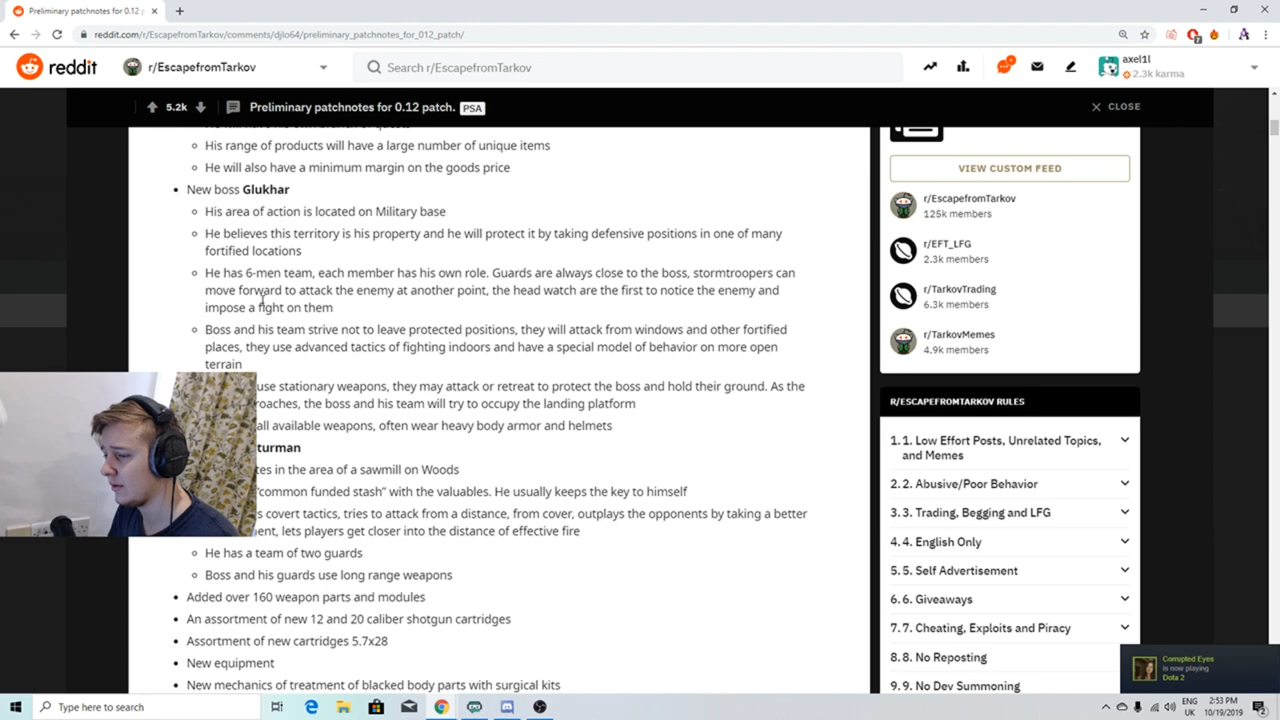 Preliminary patchnotes for 0.12 p
reddit.com/r/EscapefromTarkov/comments/djlo64/preliminary_patchnotes_for_012_patch/
reddit
r/EscapefromTarkov
Search r/EscapefromTarkov
axel1l
2.3k karma
5.2k
Preliminary patchnotes for 0.12 patch.
PSA
CLOSE
His range of products will have a large number of unique items
He will also have a minimum margin on the goods price
New boss Glukhar
His area of action is located on Military base
He believes this territory is his property and he will protect it by taking defensive positions in one of many
fortified locations
He has 6-men team, each member has his own role. Guards are always close to the boss, stormtroopers can
move forward to attack the enemy at another point, the head watch are the first to notice the enemy and
impose a fight on them
Boss and his team strive not to leave protected positions, they will attack from windows and other fortified
places, they use advanced tactics of fighting indoors and have a special model of behavior on more open
terrain
use stationary weapons, they may attack or retreat to protect the boss and hold their ground. As the
roaches, the boss and his team will try to occupy the landing platform
all available weapons, often wear heavy body armor and helmets
turman
tes in the area of a sawmill on Woods
"common funded stash" with the valuables. He usually keeps the key to himself
s covert tactics, tries to attack from a distance, from cover, outplays the opponents by taking a better
ent, lets players get closer into the distance of effective fire
He has a team of two guards
Boss and his guards use long range weapons
Added over 160 weapon parts and modules
An assortment of new 12 and 20 caliber shotgun cartridges
Assortment of new cartridges 5.7x28
New equipment
New mechanics of treatment of blacked body parts with surgical kits
VIEW CUSTOM FEED
r/EscapefromTarkov
125k members
r/EFT_LFG
2.3k members
r/TarkovTrading
6.3k members
r/TarkovMemes
4.9k members
R/ESCAPEFROMTARKOV RULES
1. 1. Low Effort Posts, Unrelated Topics,
and Memes
2. 2. Abusive/Poor Behavior
3. 3. Trading, Begging and LFG
4. 4. English Only
5. 5. Self Advertisement
6. 6. Giveaways
7. 7. Cheating, Exploits and Piracy
8. 8. No Reporting
9. 9. No Dev Summoning
Corrupted Eyes
is now playing
Dota 2
Type here to search
ENG
UK
2:53 PM
10/19/2019